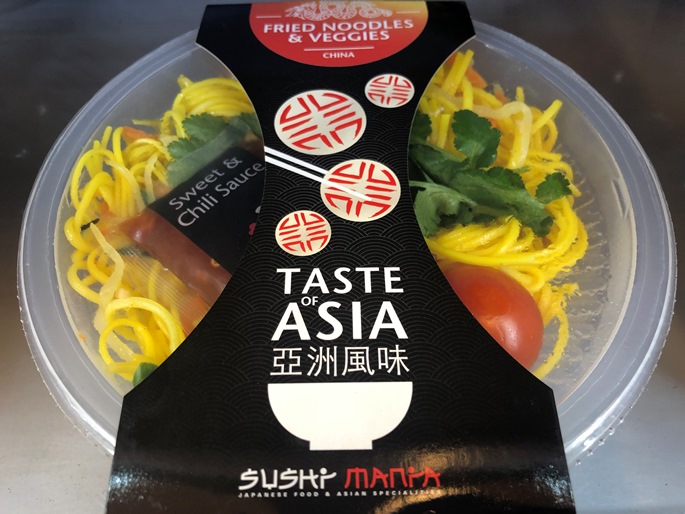 FRIED NOODLES
& VEGGIES
CHINA
Sweet &
Chili Sauce
TASTE
OF
ASIA
亞洲風味
SUSHI MANIA
JAPANESE FOOD & ASIAN SPECIALITIES